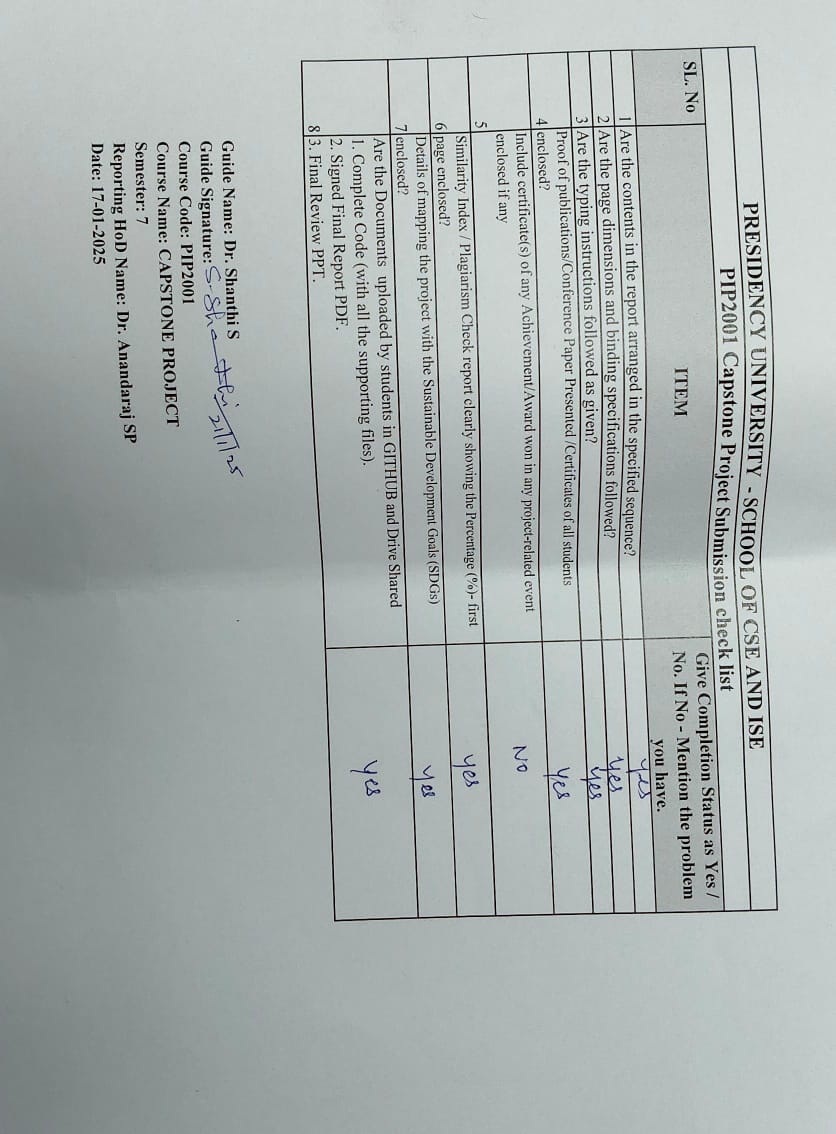 PRESIDENCY UNIVERSITY - SCHOOL OF CSE AND ISE
PIP2001 Capstone Project Submission check list
SL. No
ITEM
Give Completion Status as Yes /
No. If No - Mention the problem
you have.
1 Are the contents in the report arranged in the specified sequence?
yes
2 Are the page dimensions and binding specifications followed?
yes
3 Are the typing instructions followed as given?
yes
Proof of publications/Conference Paper Presented /Certificates of all students
4 enclosed?
yes
Include certificate(s) of any Achievement/Award won in any project-related event
enclosed if any
NO
5
Similarity Index / Plagiarism Check report clearly showing the Percentage (%)- first
6 page enclosed?
yes
Details of mapping the project with the Sustainable Development Goals (SDGs)
7 enclosed?
yes
Are the Documents uploaded by students in GITHUB and Drive Shared
1. Complete Code (with all the supporting files).
2. Signed Final Report PDF.
8 3. Final Review PPT.
yes
Guide Name: Dr. Shanthi S
Guide Signature: S. Shanthi 21/1/25
Course Code: PIP2001
Course Name: CAPSTONE PROJECT
Semester: 7
Reporting HoD Name: Dr. Anandaraj SP
Date: 17-01-2025